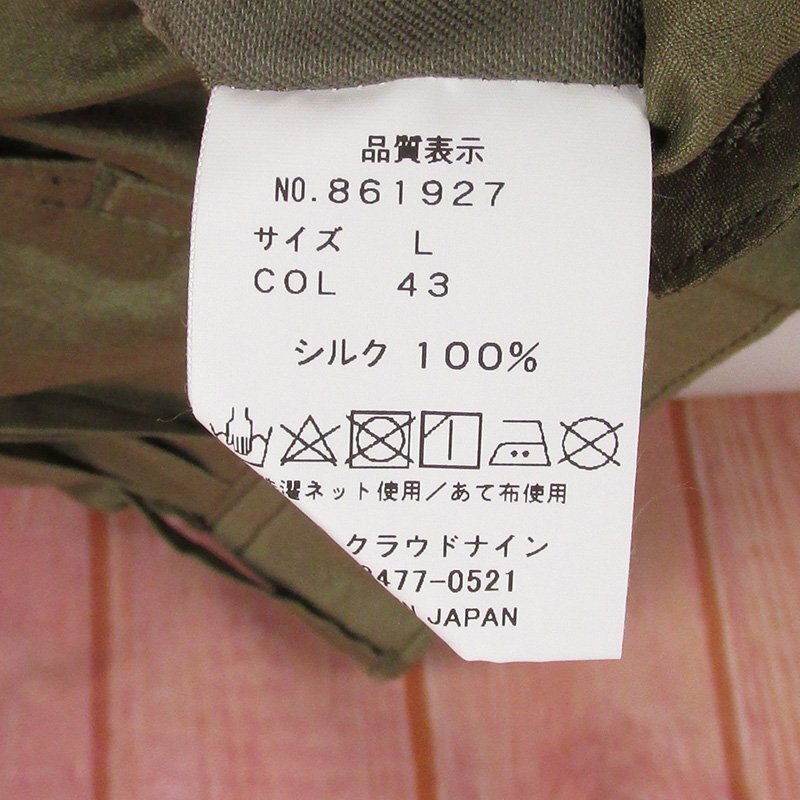 品質表示
NO.861927
サイズ L
COL 43
シルク 100%
濯ネット使用/あて布使用
クラウドナイン
477-0521
JAPAN